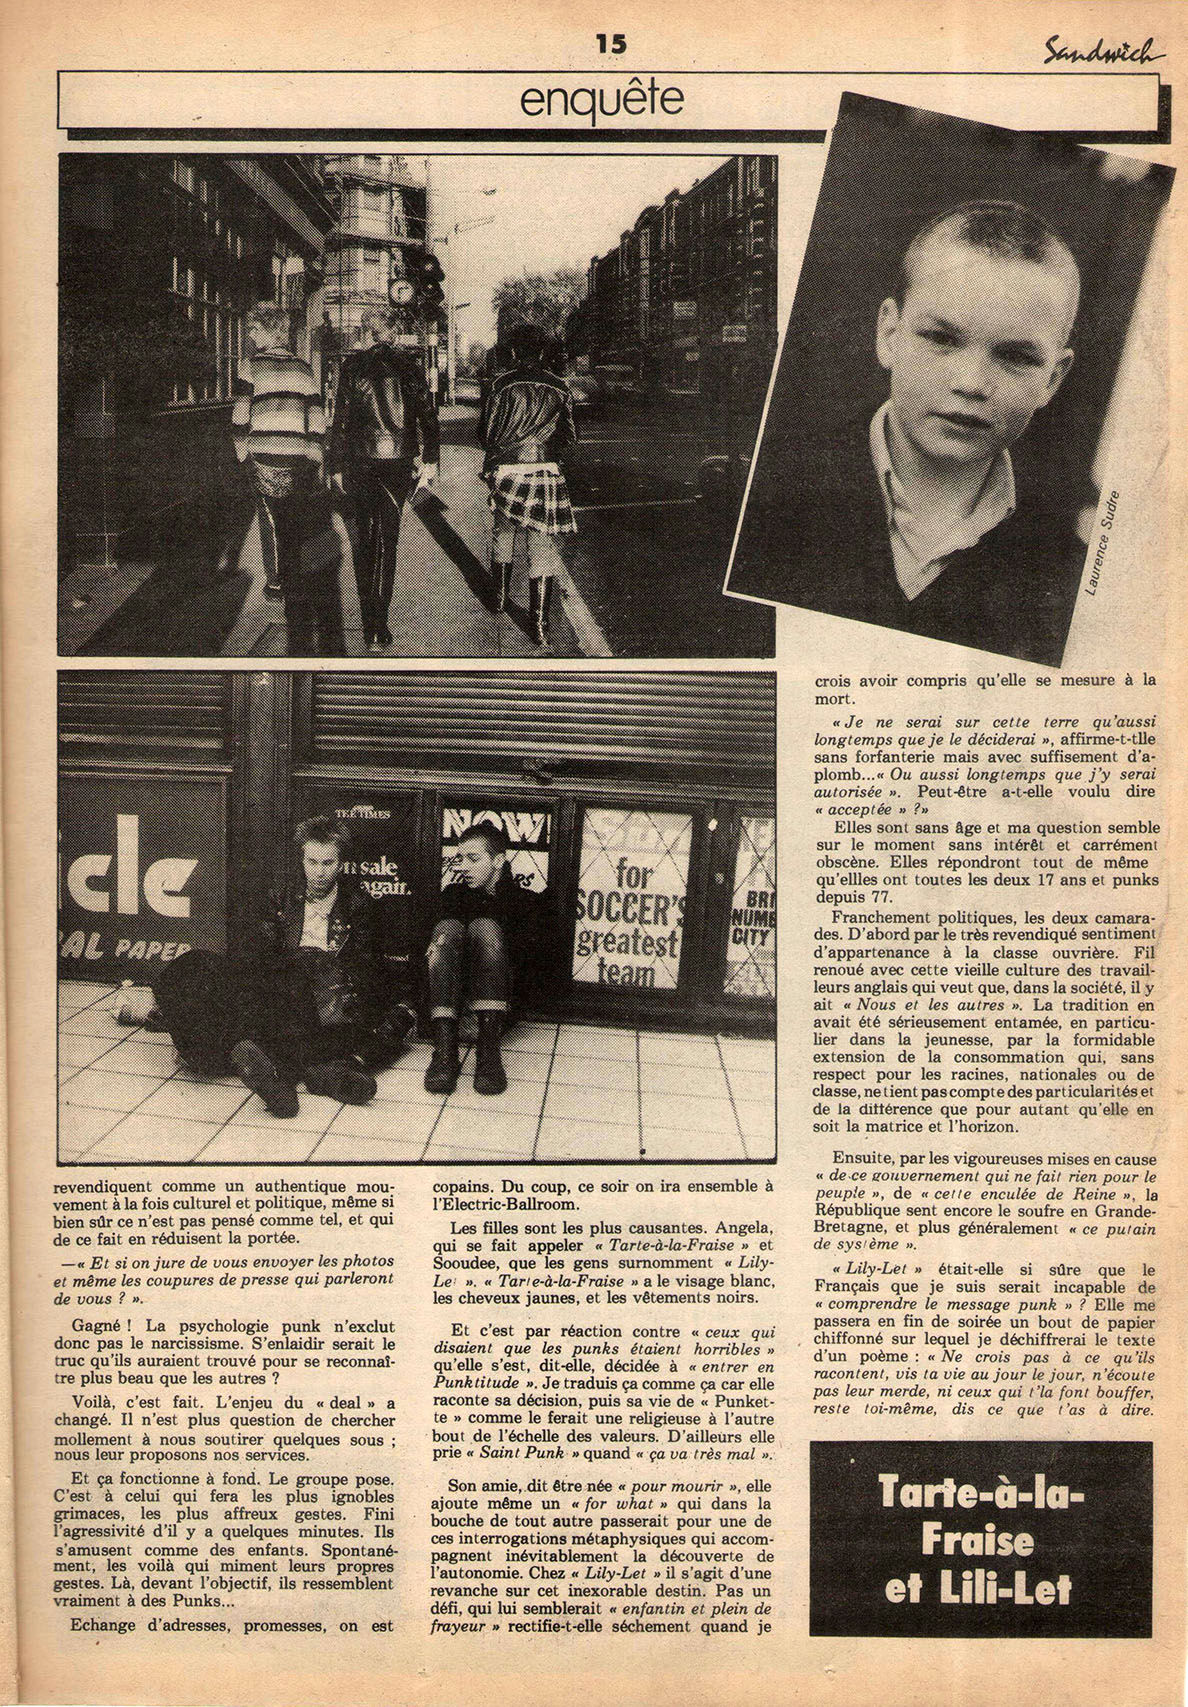 15
Sandwich
enquête
Laurence Sudre
cle
AL PAPER
THE TIMES
on sale
again.
NOW
for
SOCCER'S
greatest
team
BRI
NUMB
CITY
revendiquent comme un authentique mou-
vement à la fois culturel et politique, même si
bien sûr ce n'est pas pensé comme tel, et qui
de ce fait en réduisent la portée.
—« Et si on jure de vous envoyer les photos
et même les coupures de presse qui parleront
de vous ? ».
Gagné ! La psychologie punk n'exclut
donc pas le narcissisme. S'enlaidir serait le
truc qu'ils auraient trouvé pour se reconnaî-
tre plus beau que les autres ?
Voilà, c'est fait. L'enjeu du « deal » a
changé. Il n'est plus question de chercher
mollement à nous soutirer quelques sous ;
nous leur proposons nos services.
Et ça fonctionne à fond. Le groupe pose.
C'est à celui qui fera les plus ignobles
grimaces, les plus affreux gestes. Fini
l'agressivité d'il y a quelques minutes. Ils
s'amusent comme des enfants. Spontané-
ment, les voilà qui miment leurs propres
gestes. Là, devant l'objectif, ils ressemblent
vraiment à des Punks...
Echange d'adresses, promesses, on est
copains. Du coup, ce soir on ira ensemble à
l'Electric-Ballroom.
Les filles sont les plus causantes. Angela,
qui se fait appeler « Tarte-à-la-Fraise » et
Sooudee, que les gens surnomment « Lily-
Let ». « Tarte-à-la-Fraise » a le visage blanc,
les cheveux jaunes, et les vêtements noirs.
Et c'est par réaction contre « ceux qui
disaient que les punks étaient horribles »
qu'elle s'est, dit-elle, décidée à « entrer en
Punktitude ». Je traduis ça comme ça car elle
raconte sa décision, puis sa vie de « Punket-
te » comme le ferait une religieuse à l'autre
bout de l'échelle des valeurs. D'ailleurs elle
prie « Saint Punk » quand « ça va très mal ».
Son amie, dit être née « pour mourir », elle
ajoute même un « for what » qui dans la
bouche de tout autre passerait pour une de
ces interrogations métaphysiques qui accom-
pagnent inévitablement la découverte de
l'autonomie. Chez « Lily-Let » il s'agit d'une
revanche sur cet inexorable destin. Pas un
défi, qui lui semblerait « enfantin et plein de
frayeur » rectifie-t-elle séchement quand je
crois avoir compris qu'elle se mesure à la
mort.
« Je ne serai sur cette terre qu'aussi
longtemps que je le déciderai », affirme-t-tlle
sans forfanterie mais avec suffisement d'a-
plomb...« Ou aussi longtemps que j'y serai
autorisée ». Peut-être a-t-elle voulu dire
« acceptée » ?»
Elles sont sans âge et ma question semble
sur le moment sans intérêt et carrément
obscène. Elles répondront tout de même
qu'ellles ont toutes les deux 17 ans et punks
depuis 77.
Franchement politiques, les deux camara-
des. D'abord par le très revendiqué sentiment
d'appartenance à la classe ouvrière. Fil
renoué avec cette vieille culture des travail-
leurs anglais qui veut que, dans la société, il y
ait « Nous et les autres ». La tradition en
avait été sérieusement entamée, en particu-
lier dans la jeunesse, par la formidable
extension de la consommation qui, sans
respect pour les racines, nationales ou de
classe, ne tient pas compte des particularités et
de la différence que pour autant qu'elle en
soit la matrice et l'horizon.
Ensuite, par les vigoureuses mises en cause
« de ce gouvernement qui ne fait rien pour le
peuple », de « cette enculée de Reine », la
République sent encore le soufre en Grande-
Bretagne, et plus généralement « ce putain
de système ».
« Lily-Let » était-elle si sûre que le
Français que je suis serait incapable de
« comprendre le message punk » ? Elle me
passera en fin de soirée un bout de papier
chiffonné sur lequel je déchiffrerai le texte
d'un poème : « Ne crois pas à ce qu'ils
racontent, vis ta vie au jour le jour, n'écoute
pas leur merde, ni ceux qui t'la font bouffer,
reste toi-même, dis ce que t'as à dire.
Tarte-à-la-
Fraise
et Lili-Let